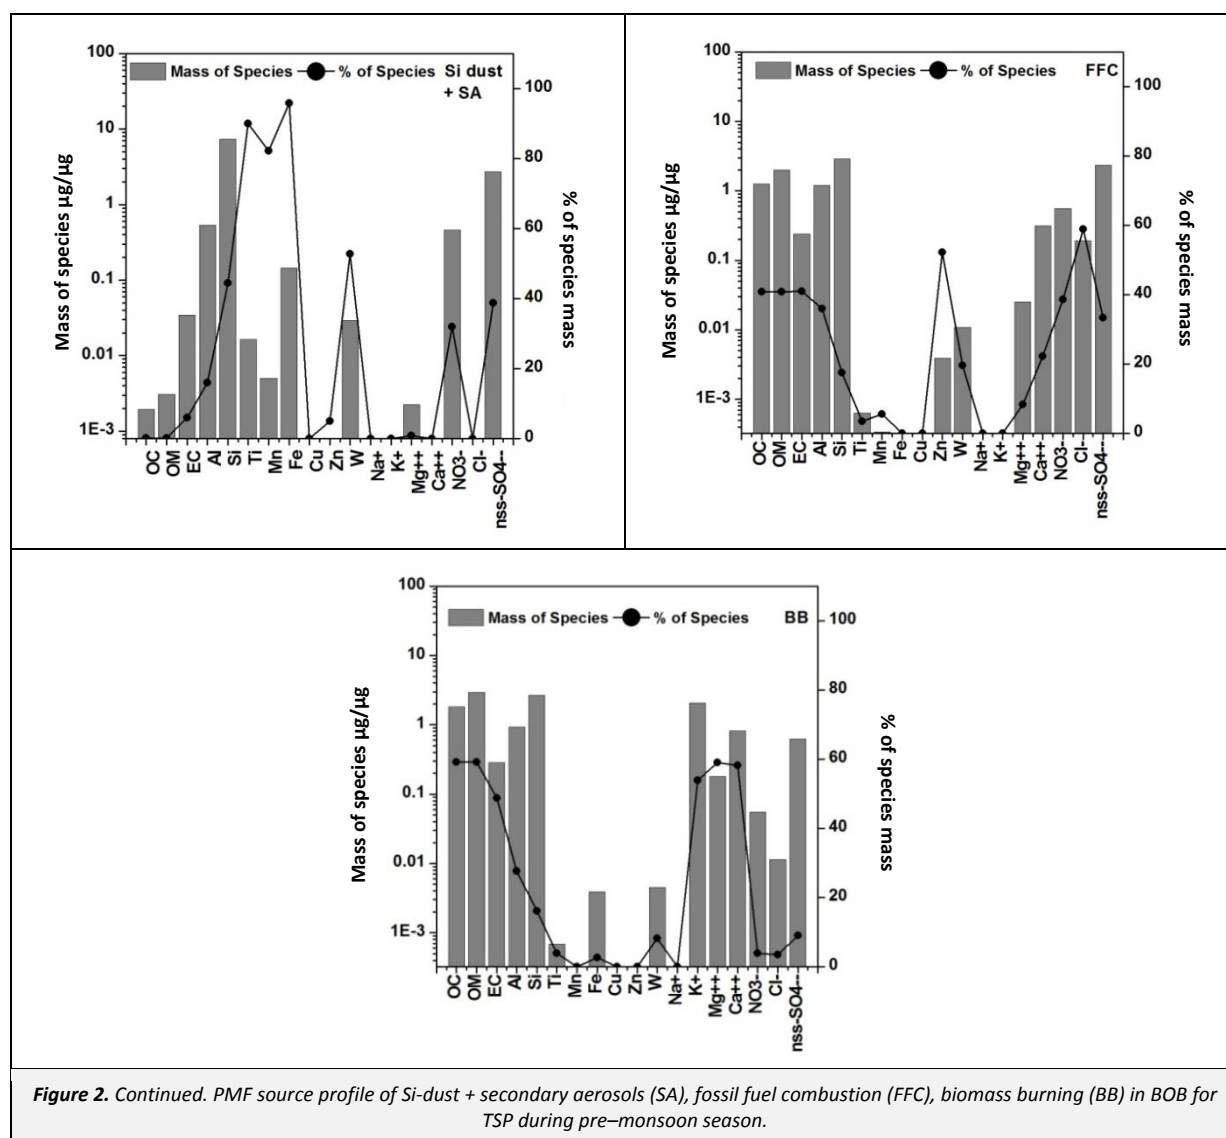 Mass of Species
% of Species
Si dust
+ SA
Mass of species µg/µg
100
10
1
0.1
0.01
1E-3
100
80
60
40
20
0
% of species mass
OC
OM
EC
Al
Si
Ti
Mn
Fe
Cu
Zn
W
Na+
K+
Mg++
Ca++
NO3-
Cl-
nss-SO4--
Mass of Species
% of Species
FFC
Mass of species µg/µg
100
10
1
0.1
0.01
1E-3
100
80
60
40
20
0
% of species mass
OC
OM
EC
Al
Si
Ti
Mn
Fe
Cu
Zn
W
Na+
K+
Mg++
Ca++
NO3-
Cl-
nss-SO4--
Mass of Species
% of Species
BB
Mass of species µg/µg
100
10
1
0.1
0.01
1E-3
100
80
60
40
20
0
% of species mass
OC
OM
EC
Al
Si
Ti
Mn
Fe
Cu
Zn
W
Na+
K+
Mg++
Ca++
NO3-
Cl-
nss-SO4--
Figure 2. Continued. PMF source profile of Si-dust + secondary aerosols (SA), fossil fuel combustion (FFC), biomass burning (BB) in BOB for
TSP during pre–monsoon season.